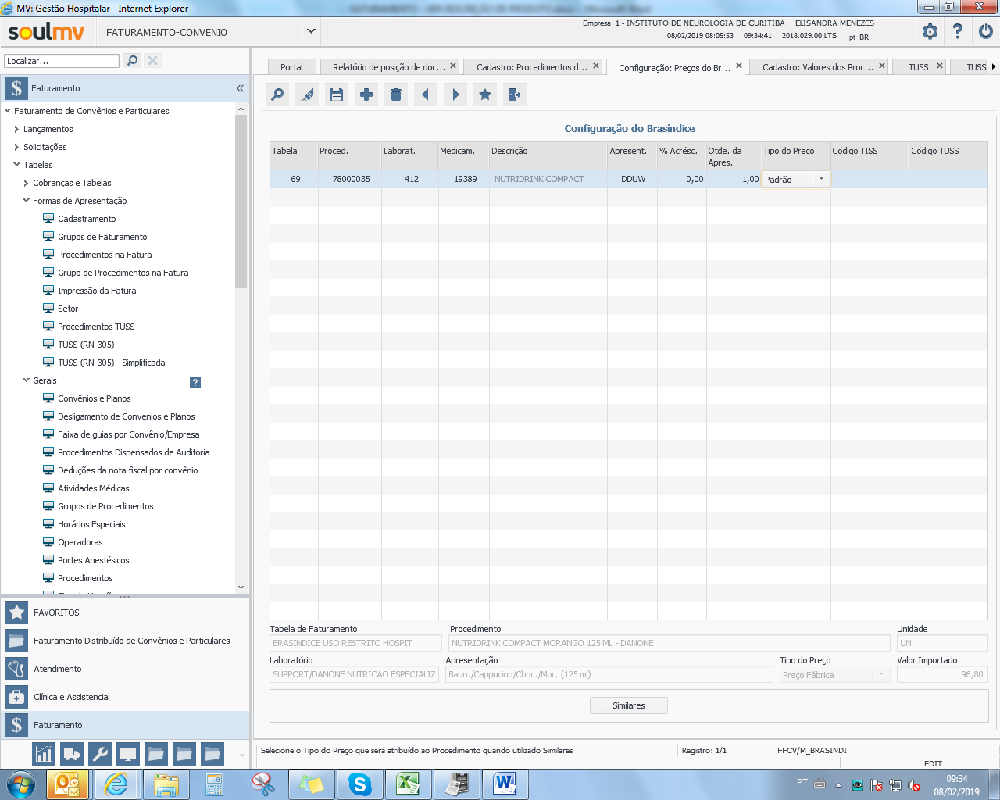 MV: Gestão Hospitalar - Internet Explorer
soulmv
FATURAMENTO-CONVENIO
Empresa: 1 - INSTITUTO DE NEUROLOGIA DE CURITIBA ELISANDRA MENEZES
08/02/2019 08:05:53 09:34:41 2018.029.00.LTS pt_BR
Localizar...
Portal
Relatório de posição de doc...
Cadastro: Procedimentos d...
Configuração: Preços do Br...
Cadastro: Valores dos Proc...
TUSS
TUSS
Faturamento
Faturamento de Convênios e Particulares
Lançamentos
Solicitações
Tabelas
Cobranças e Tabelas
Formas de Apresentação
Cadastramento
Grupos de Faturamento
Procedimentos na Fatura
Grupo de Procedimentos na Fatura
Impressão da Fatura
Setor
Procedimentos TUSS
TUSS (RN-305)
TUSS (RN-305) - Simplificada
Gerais
?
Convênios e Planos
Desligamento de Convenios e Planos
Faixa de guias por Convênio/Empresa
Procedimentos Dispensados de Auditoria
Deduções da nota fiscal por convênio
Atividades Médicas
Grupos de Procedimentos
Horários Especiais
Operadoras
Portes Anestésicos
Procedimentos
FAVORITOS
Faturamento Distribuído de Convênios e Particulares
Atendimento
Clínica e Assistencial
Faturamento
Configuração do Brasíndice
Tabela Proced. Laborat. Medicam. Descrição Apresent. % Acrésc. Qtde. da Apres. Tipo do Preço Código TISS Código TUSS
69 78000035 412 19389 NUTRIDRINK COMPACT DDUW 0,00 1,00 Padrão
Tabela de Faturamento Procedimento Unidade
BRASINDICE USO RESTRITO HOSPIT NUTRIDRINK COMPACT MORANGO 125 ML - DANONE UN
Laboratório Apresentação Tipo do Preço Valor Importado
SUPPORT/DANONE NUTRICAO ESPECIALIZ Baun./Cappucino/Choc./Mor. (125 ml) Preço Fábrica 96,80
Similares
Selecione o Tipo do Preço que será atribuído ao Procedimento quando utilizado Similares
Registro: 1/1
FFCV/M_BRASINDI
EDIT
PT
09:34
08/02/2019